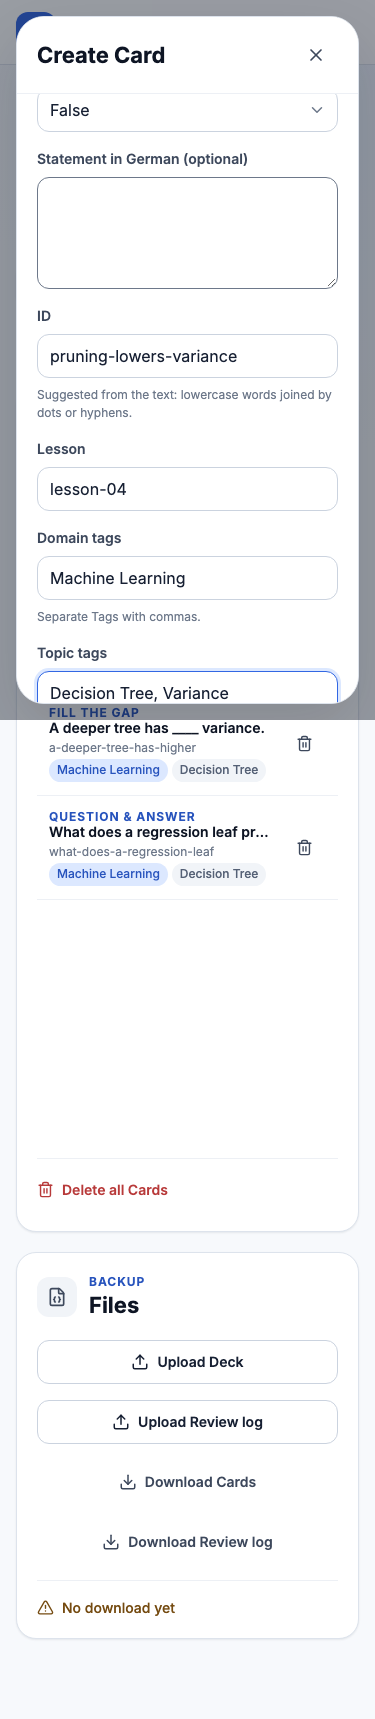 Create Card
False
Statement in German (optional)
ID
pruning-lowers-variance
Suggested from the text: lowercase words joined by
dots or hyphens.
Lesson
lesson-04
Domain tags
Machine Learning
Separate Tags with commas.
Topic tags
Decision Tree, Variance
FILL THE GAP
A deeper tree has ____ variance.
a-deeper-tree-has-higher
Machine Learning Decision Tree
QUESTION & ANSWER
What does a regression leaf pr...
what-does-a-regression-leaf
Machine Learning Decision Tree
Delete all Cards
BACKUP
Files
Upload Deck
Upload Review log
Download Cards
Download Review log
No download yet